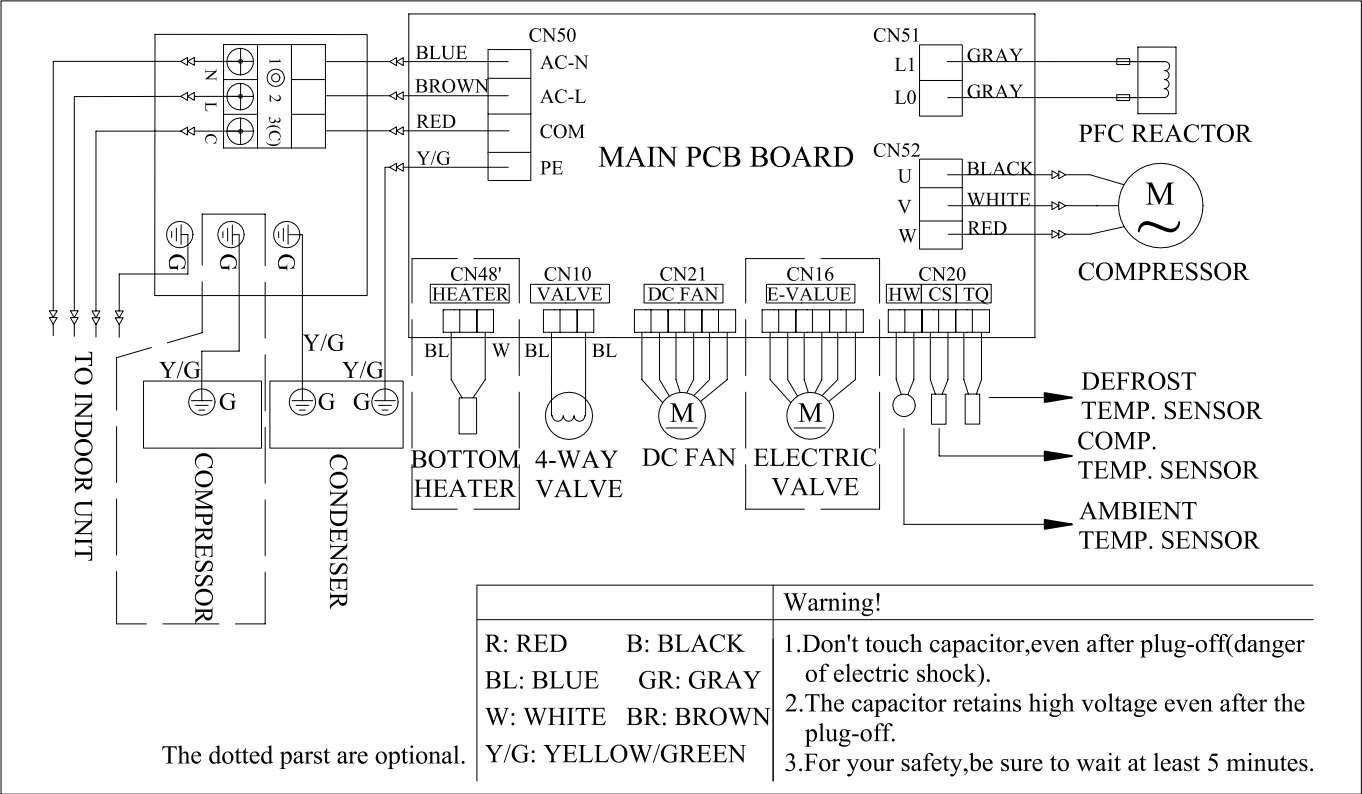 CN50
BLUE
AC-N
BROWN
AC-L
RED
COM
Y/G
PE
1
2
3(C)
N
L
C
MAIN PCB BOARD
CN51
L1
GRAY
L0
GRAY
PFC REACTOR
CN52
U
BLACK
V
WHITE
W
RED
M
COMPRESSOR
G
G
G
CN48'
HEATER
CN10
VALVE
CN21
DC FAN
CN16
E-VALUE
CN20
HW
CS
TQ
BL
W
BL
BL
Y/G
Y/G
Y/G
G
G
G
M
M
TO INDOOR UNIT
COMPRESSOR
CONDENSER
BOTTOM
HEATER
4-WAY
VALVE
DC FAN
ELECTRIC
VALVE
DEFROST
TEMP. SENSOR
COMP.
TEMP. SENSOR
AMBIENT
TEMP. SENSOR
The dotted parst are optional.
R: RED B: BLACK
BL: BLUE GR: GRAY
W: WHITE BR: BROWN
Y/G: YELLOW/GREEN
Warning!
1.Don't touch capacitor,even after plug-off(danger
of electric shock).
2.The capacitor retains high voltage even after the
plug-off.
3.For your safety,be sure to wait at least 5 minutes.